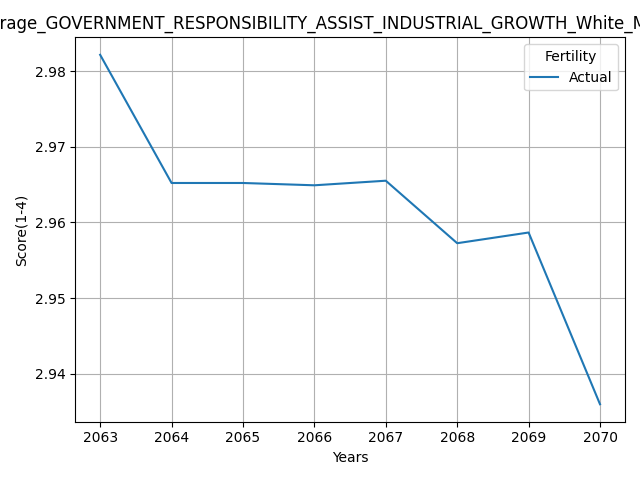 rage_GOVERNMENT_RESPONSIBILITY_ASSIST_INDUSTRIAL_GROWTH_White_M
Fertility
Actual
2.98
2.97
2.96
2.95
2.94
Score(1-4)
2063 2064 2065 2066 2067 2068 2069 2070
Years